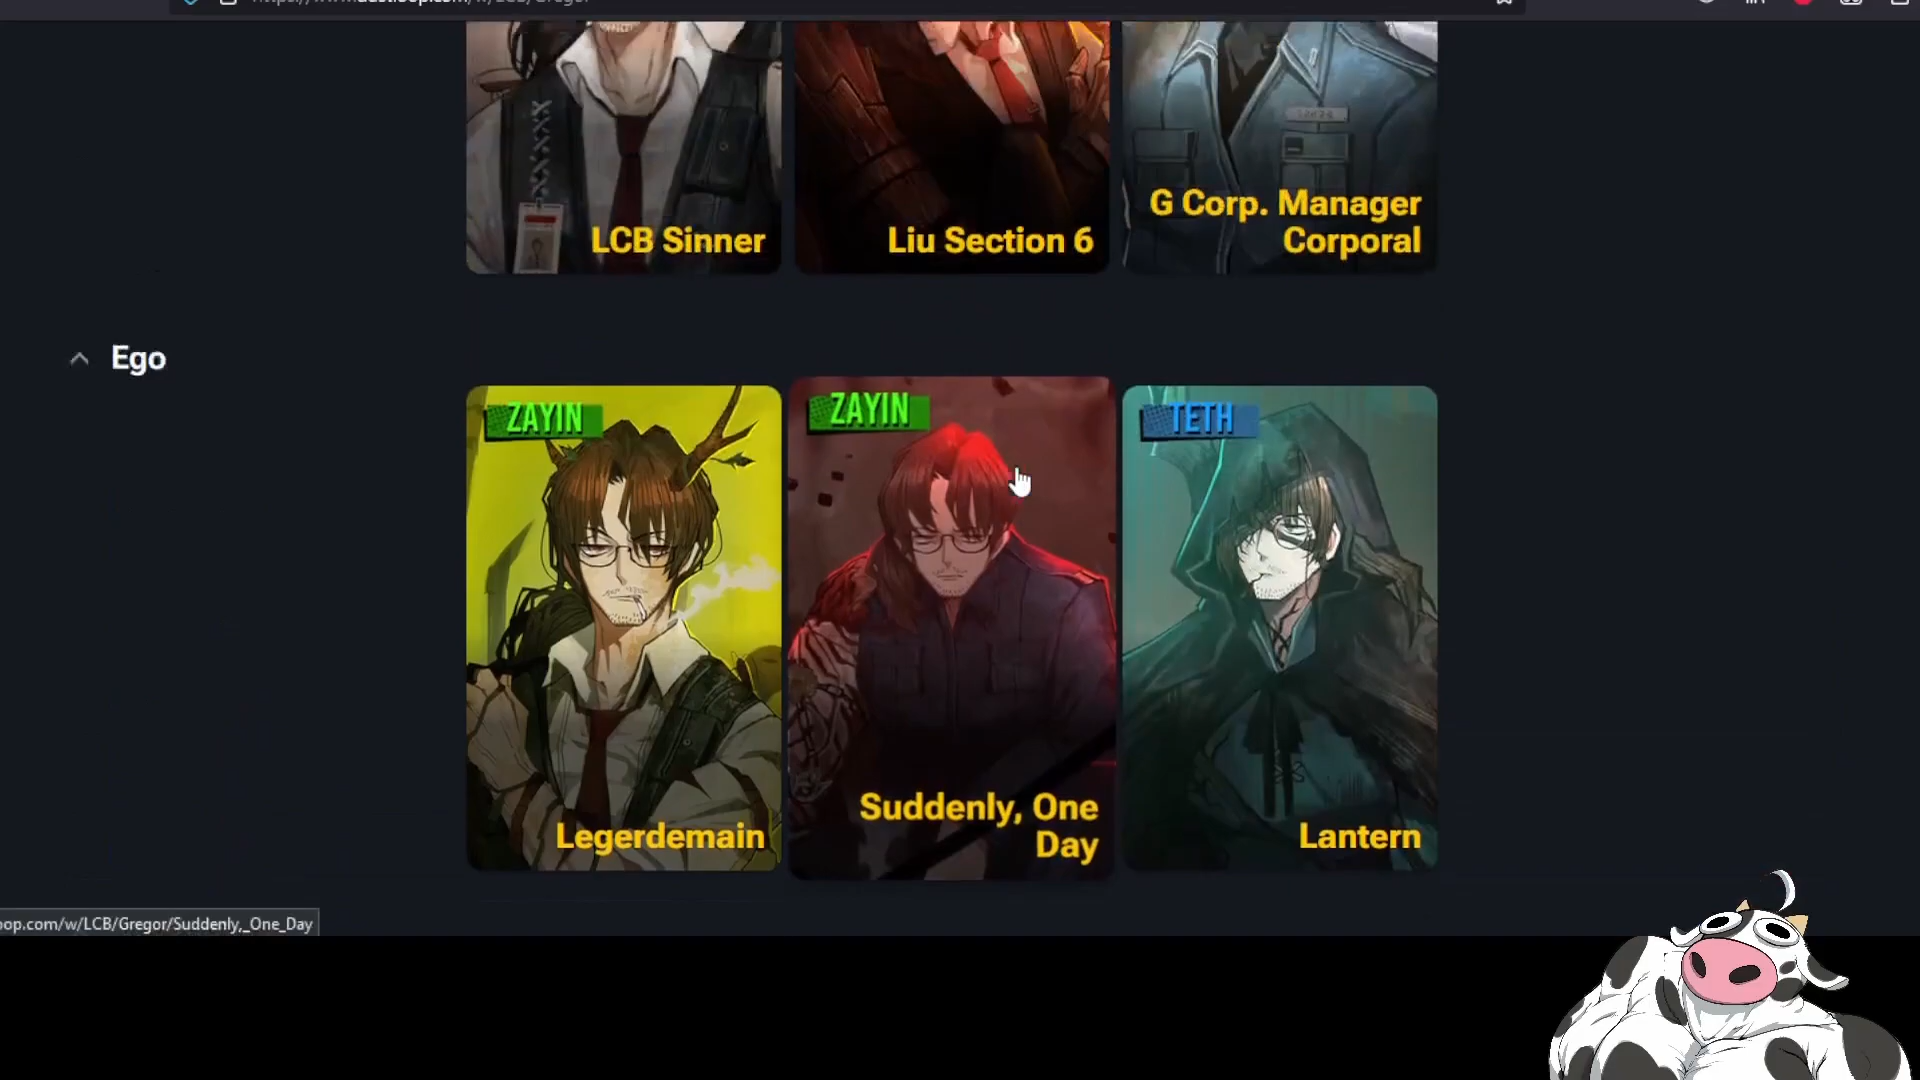 LCB Sinner
Liu Section 6
G Corp. Manager
Corporal
Ego
ZAYIN
ZAYIN
TETH
Legerdemain
Suddenly, One
Day
Lantern
oop.com/w/LCB/Gregor/Suddenly,_One_Day